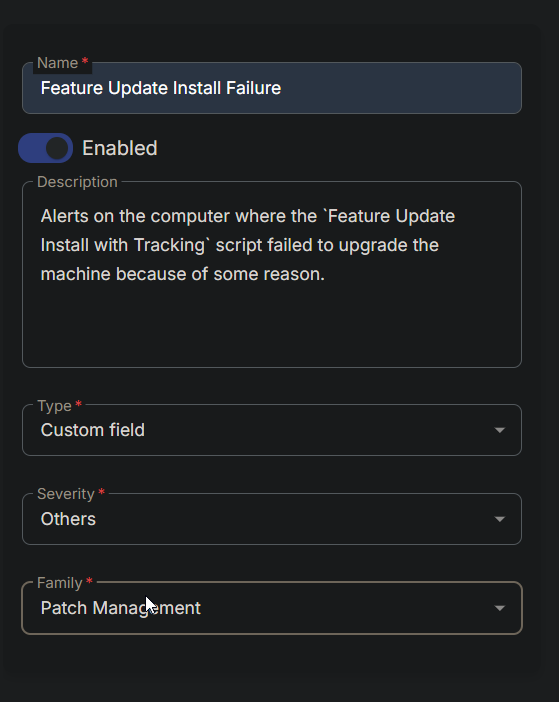 Name *
Feature Update Install Failure
Enabled
Description
Alerts on the computer where the `Feature Update
Install with Tracking` script failed to upgrade the
machine because of some reason.
Type *
Custom field
Severity *
Others
Family *
Patch Management